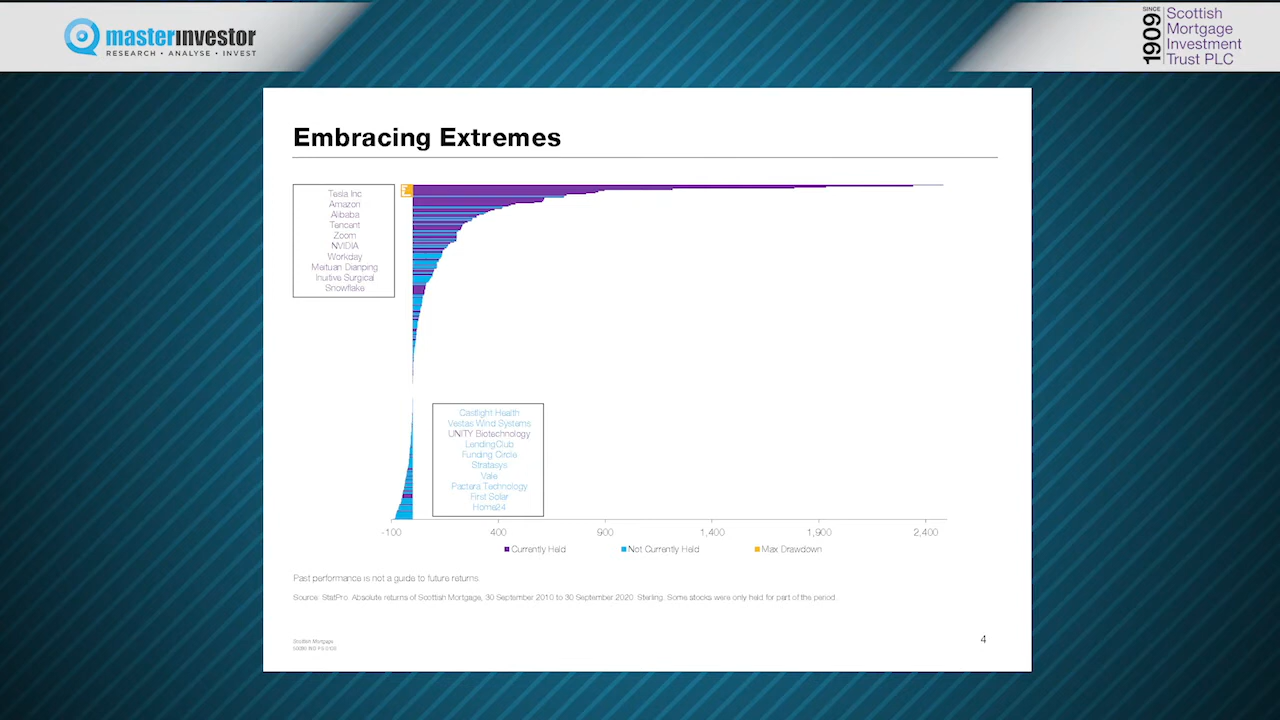 masterinvestor
RESEARCH • ANALYSE • INVEST
SINCE 1909
Scottish
Mortgage
Investment
Trust PLC
Embracing Extremes
Tesla Inc
Amazon
Alibaba
Tencent
Zoom
NVIDIA
Workday
Meituan Dianping
Inuitive Surgical
Snowflake
Castlight Health
Vestas Wind Systems
UNITY Biotechnology
LendingClub
Funding Circle
Stratasys
Vale
Pactera Technology
First Solar
Home24
-100 400 900 1,400 1,900 2,400
Currently Held Not Currently Held Max Drawdown
Past performance is not a guide to future returns.
Source: StatPro. Absolute returns of Scottish Mortgage, 30 September 2010 to 30 September 2020. Sterling. Some stocks were only held for part of the period.
Scottish Mortgage
4